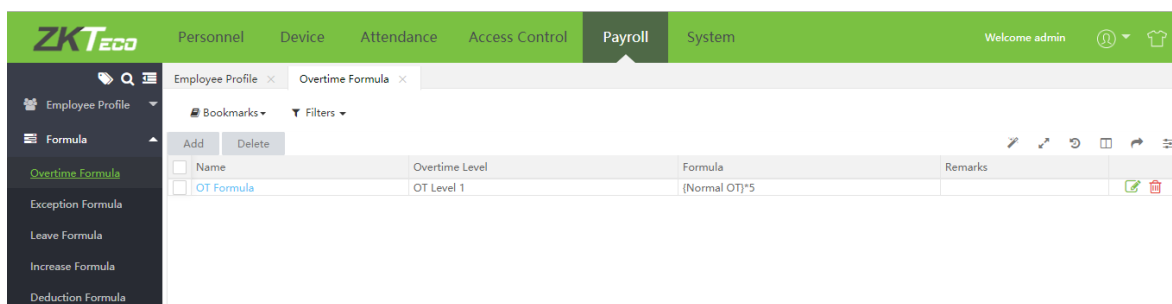 ZKTeco Personnel Device Attendance Access Control Payroll System Welcome admin
Employee Profile × Overtime Formula ×
Employee Profile
Bookmarks Filters
Formula
Add Delete
Name Overtime Level Formula Remarks
Overtime Formula
OT Formula OT Level 1 {Normal OT}*5
Exception Formula
Leave Formula
Increase Formula
Deduction Formula